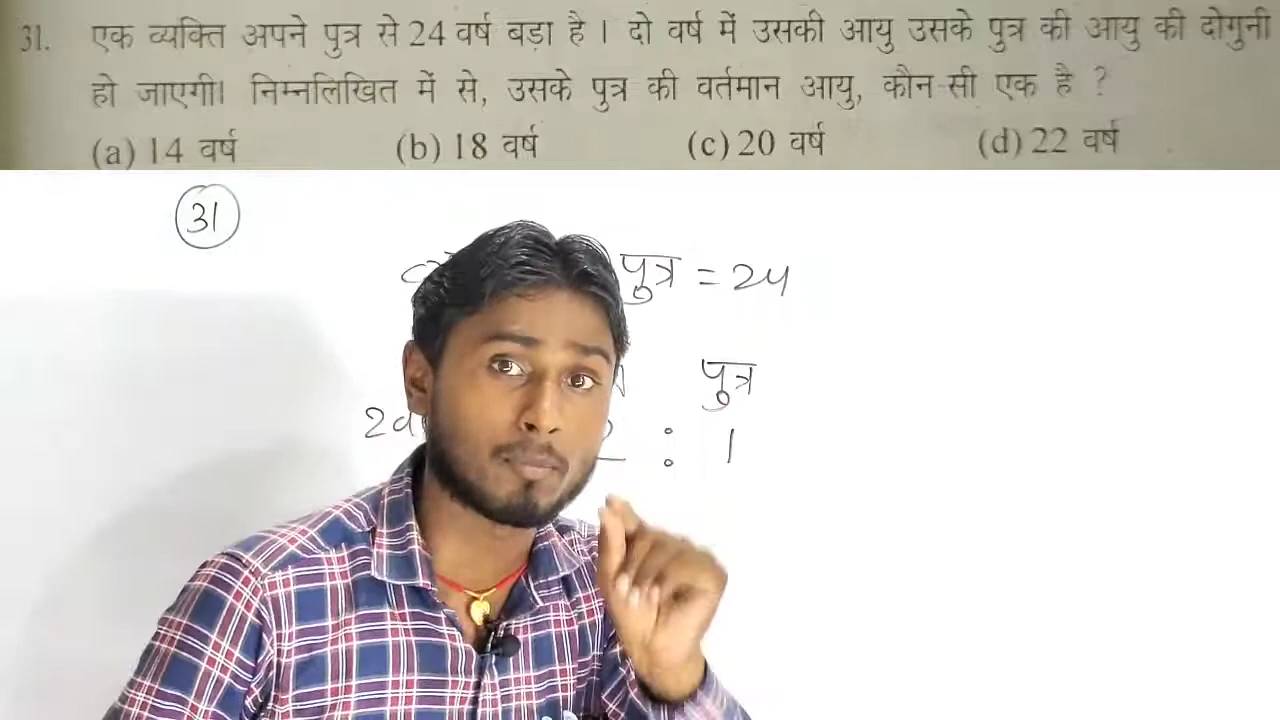 31. एक व्यक्ति अपने पुत्र से 24 वर्ष बड़ा है । दो वर्ष में उसकी आयु उसके पुत्र की आयु की दोगुनी
हो जाएगी। निम्नलिखित में से, उसके पुत्र की वर्तमान आयु, कौन-सी एक है ?
(a) 14 वर्ष (b) 18 वर्ष (c) 20 वर्ष (d) 22 वर्ष
31
पुत्र = 24
पुत्र
2 : 1